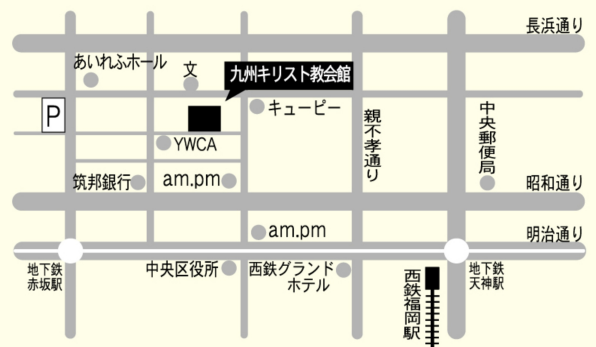 長浜通り
あいれふホール
文
九州キリスト教会館
P
キューピー
親不孝通り
中央郵便局
YWCA
筑邦銀行
am.pm
昭和通り
am.pm
明治通り
地下鉄
赤坂駅
中央区役所
西鉄グランド
ホテル
西鉄福岡駅
地下鉄
天神駅